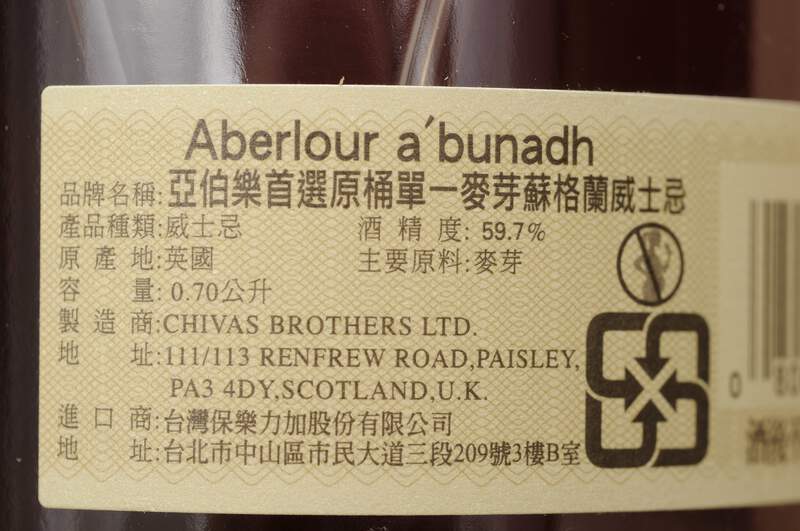 Aberlour a´bunadh
品牌名稱: 亞伯樂首選原桶單一麥芽蘇格蘭威士忌
產品種類: 威士忌 酒精度: 59.7%
原產地: 英國 主要原料: 麥芽
容量: 0.70公升
製造商: CHIVAS BROTHERS LTD.
地址: 111/113 RENFREW ROAD,PAISLEY,
PA3 4DY,SCOTLAND,U.K.
進口商: 台灣保樂力加股份有限公司
地址: 台北市中山區市民大道三段209號3樓B室
0 80
酒後